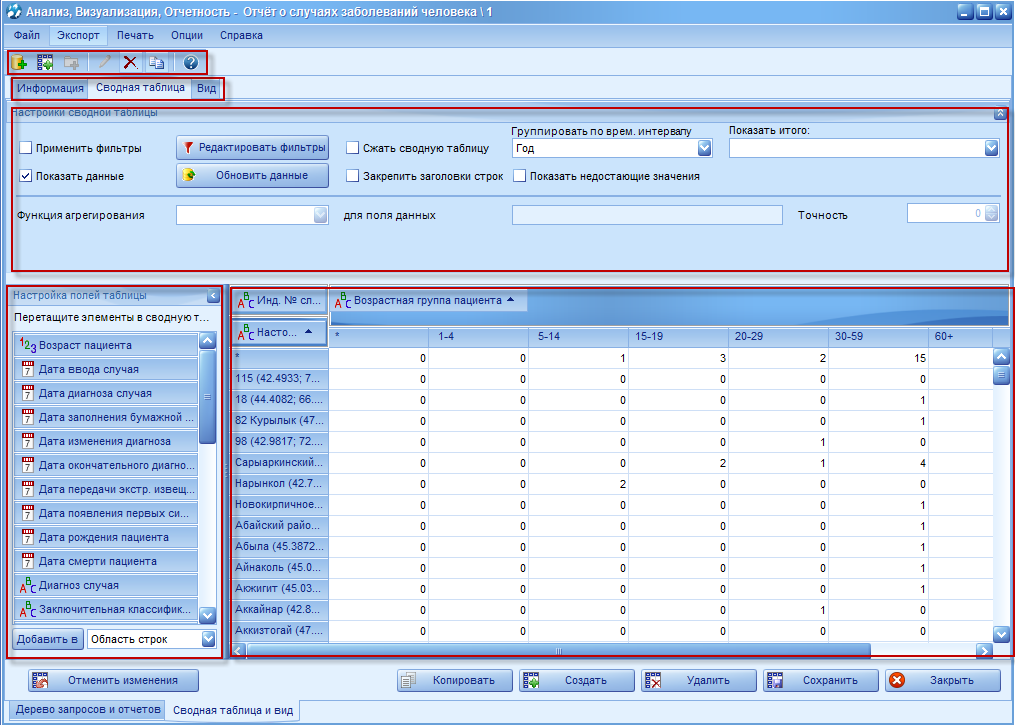 Анализ, Визуализация, Отчетность - Отчёт о случаях заболеваний человека \ 1
Файл Экспорт Печать Опции Справка
Информация Сводная таблица Вид
Настройки сводной таблицы
Группировать по врем. интервалу Показать итого:
Применить фильтры Редактировать фильтры Сжать сводную таблицу Год
Показать данные Обновить данные Закрепить заголовки строк Показать недостающие значения
Функция агрегирования для поля данных Точность 0
Настройка полей таблицы
Перетащите элементы в сводную т...
Возраст пациента
Дата ввода случая
Дата диагноза случая
Дата заполнения бумажной ...
Дата изменения диагноза
Дата окончательного диагно...
Дата передачи экстр. извещ...
Дата появления первых си...
Дата рождения пациента
Дата смерти пациента
Диагноз случая
Заключительная классифик...
Добавить в Область строк
Инд. № сл... Возрастная группа пациента
Насто... * 1-4 5-14 15-19 20-29 30-59 60+
* 0 0 1 3 2 15
115 (42.4933; 7... 0 0 0 0 0 0
18 (44.4082; 66.... 0 0 0 0 0 1
82 Курылык (47... 0 0 0 0 0 1
98 (42.9817; 72.... 0 0 0 0 1 0
Сарыаркинский... 0 0 0 2 1 4
Нарынкол (42.7... 0 0 2 0 0 0
Новокирпичное... 0 0 0 0 0 1
Абайский райо... 0 0 0 0 0 1
Абыла (45.3872... 0 0 0 0 0 1
Айнаколь (45.0... 0 0 0 0 0 1
Акжигит (45.03... 0 0 0 0 0 1
Аккайнар (42.8... 0 0 0 0 1 0
Аккизтогай (47.... 0 0 0 0 0 0
Отменить изменения Копировать Создать Удалить Сохранить Закрыть
Дерево запросов и отчетов Сводная таблица и вид